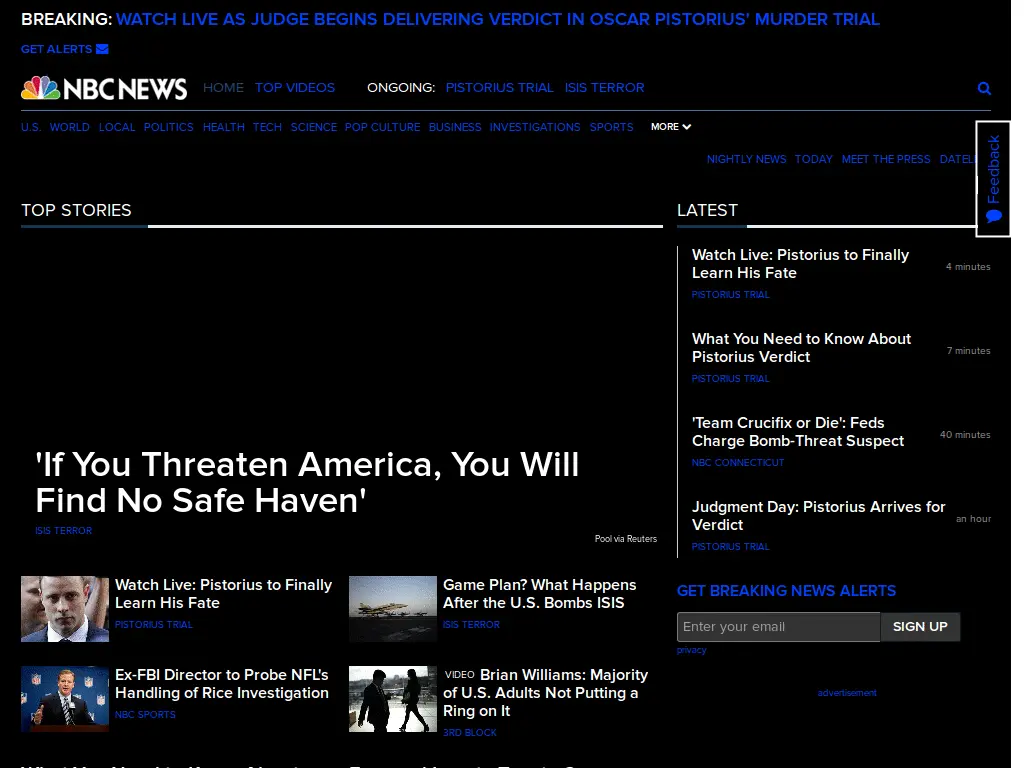 BREAKING: WATCH LIVE AS JUDGE BEGINS DELIVERING VERDICT IN OSCAR PISTORIUS' MURDER TRIAL
GET ALERTS
NBC NEWS HOME TOP VIDEOS ONGOING: PISTORIUS TRIAL ISIS TERROR
U.S. WORLD LOCAL POLITICS HEALTH TECH SCIENCE POP CULTURE BUSINESS INVESTIGATIONS SPORTS MORE
NIGHTLY NEWS TODAY MEET THE PRESS
Feedback
TOP STORIES
'If You Threaten America, You Will
Find No Safe Haven'
ISIS TERROR
Pool via Reuters
Watch Live: Pistorius to Finally
Learn His Fate
PISTORIUS TRIAL
Game Plan? What Happens
After the U.S. Bombs ISIS
ISIS TERROR
Ex-FBI Director to Probe NFL's
Handling of Rice Investigation
NBC SPORTS
VIDEO Brian Williams: Majority
of U.S. Adults Not Putting a
Ring on It
3RD BLOCK
LATEST
Watch Live: Pistorius to Finally
Learn His Fate
4 minutes
PISTORIUS TRIAL
What You Need to Know About
Pistorius Verdict
7 minutes
PISTORIUS TRIAL
'Team Crucifix or Die': Feds
Charge Bomb-Threat Suspect
40 minutes
NBC CONNECTICUT
Judgment Day: Pistorius Arrives for
Verdict
an hour
PISTORIUS TRIAL
GET BREAKING NEWS ALERTS
Enter your email SIGN UP
privacy
advertisement